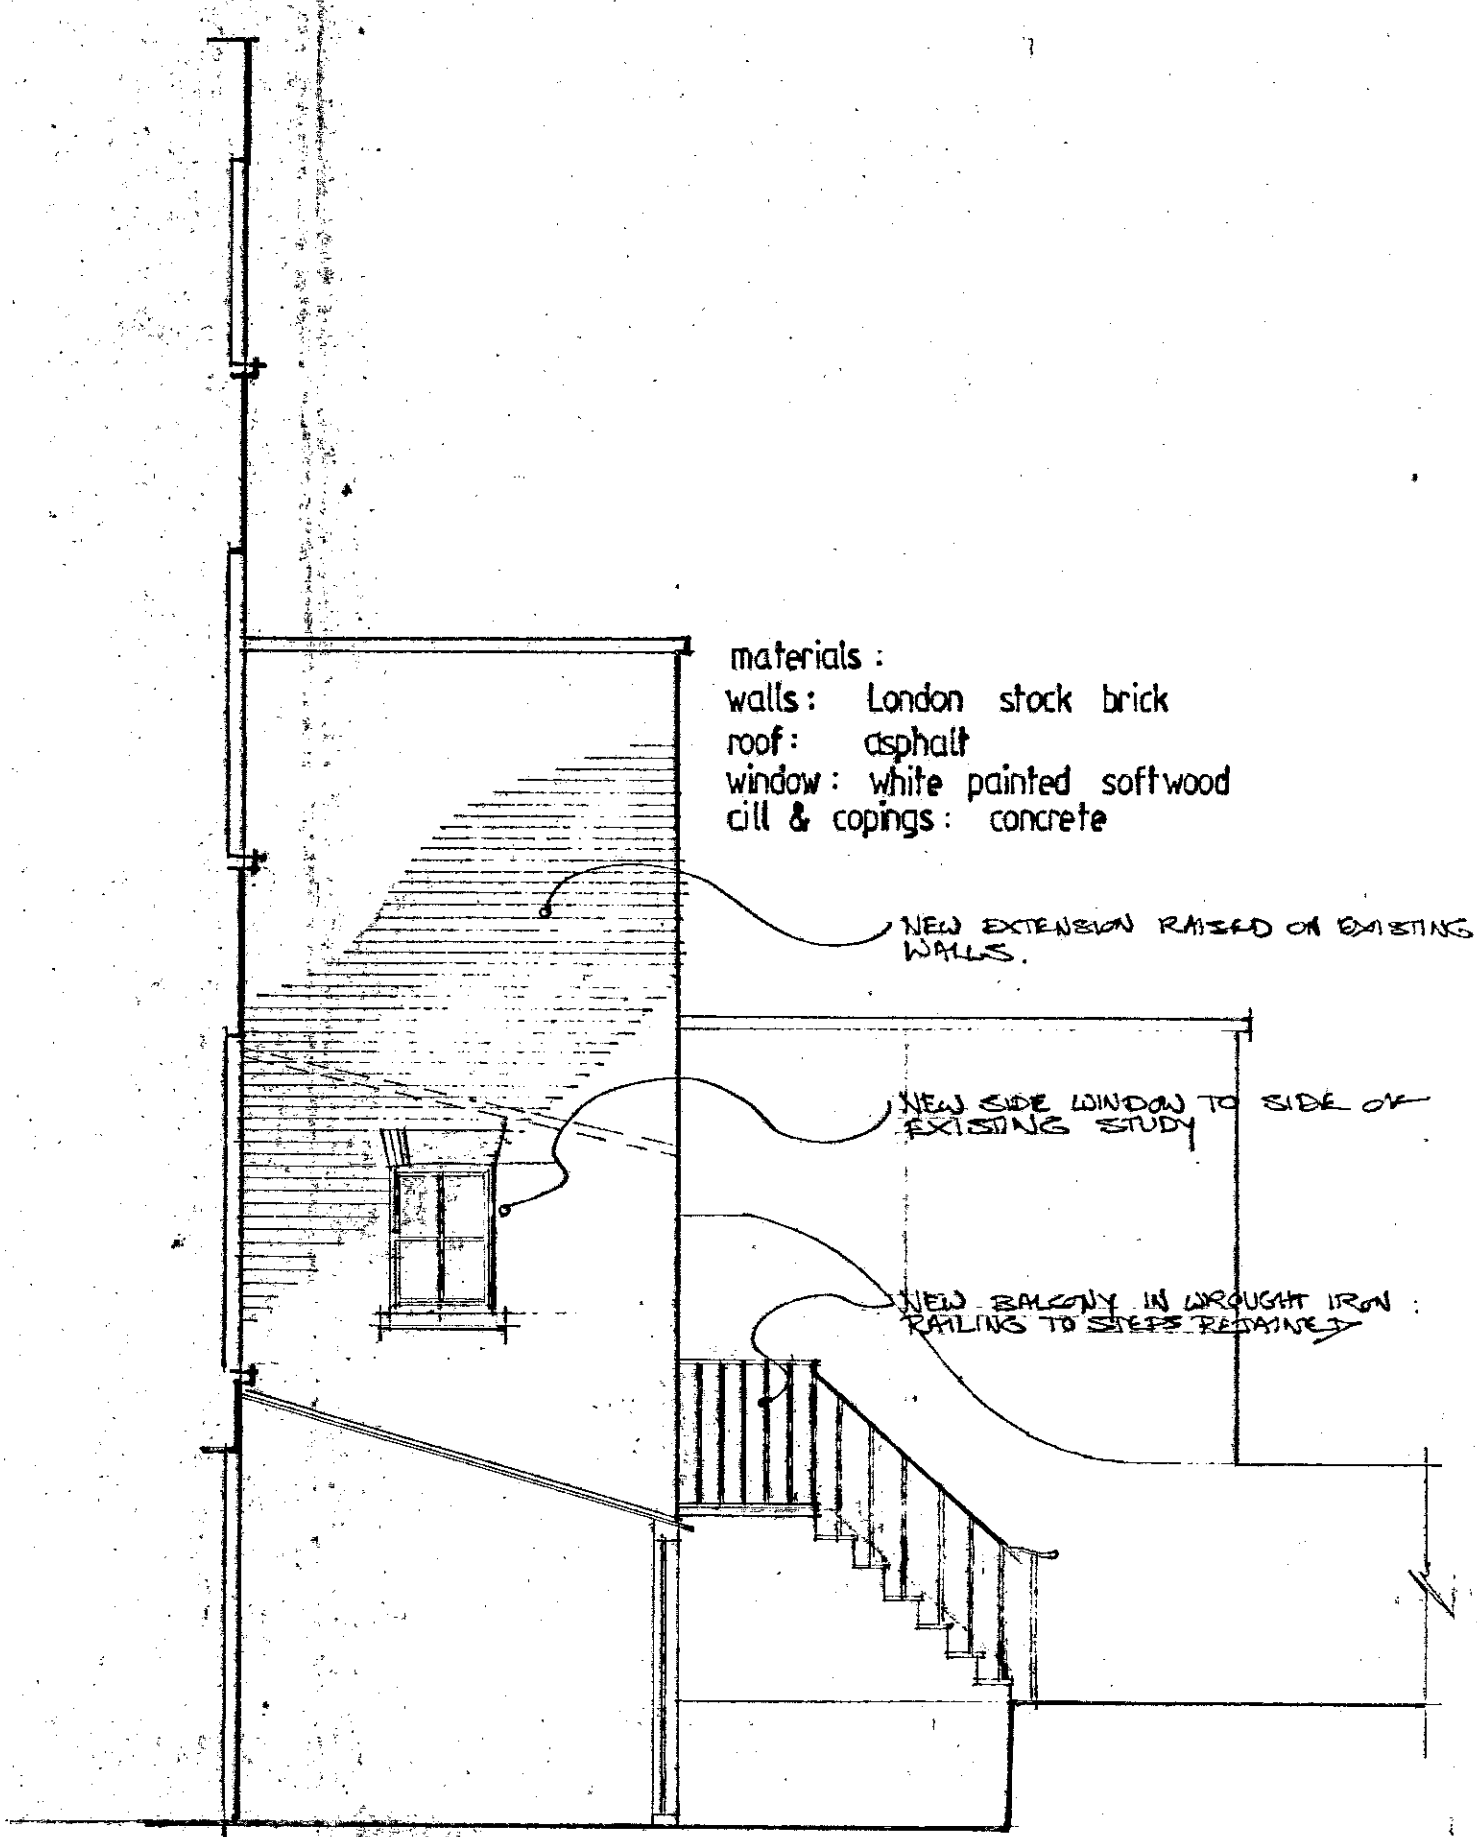 materials :
walls: London stock brick
roof: asphalt
window: white painted softwood
cill & copings: concrete
NEW EXTENSION RAISED ON EXISTING
WALLS.
NEW SIDE WINDOW TO SIDE OF
EXISTING STUDY
NEW BALCONY IN WROUGHT IRON :
RAILING TO STEPS RETAINED